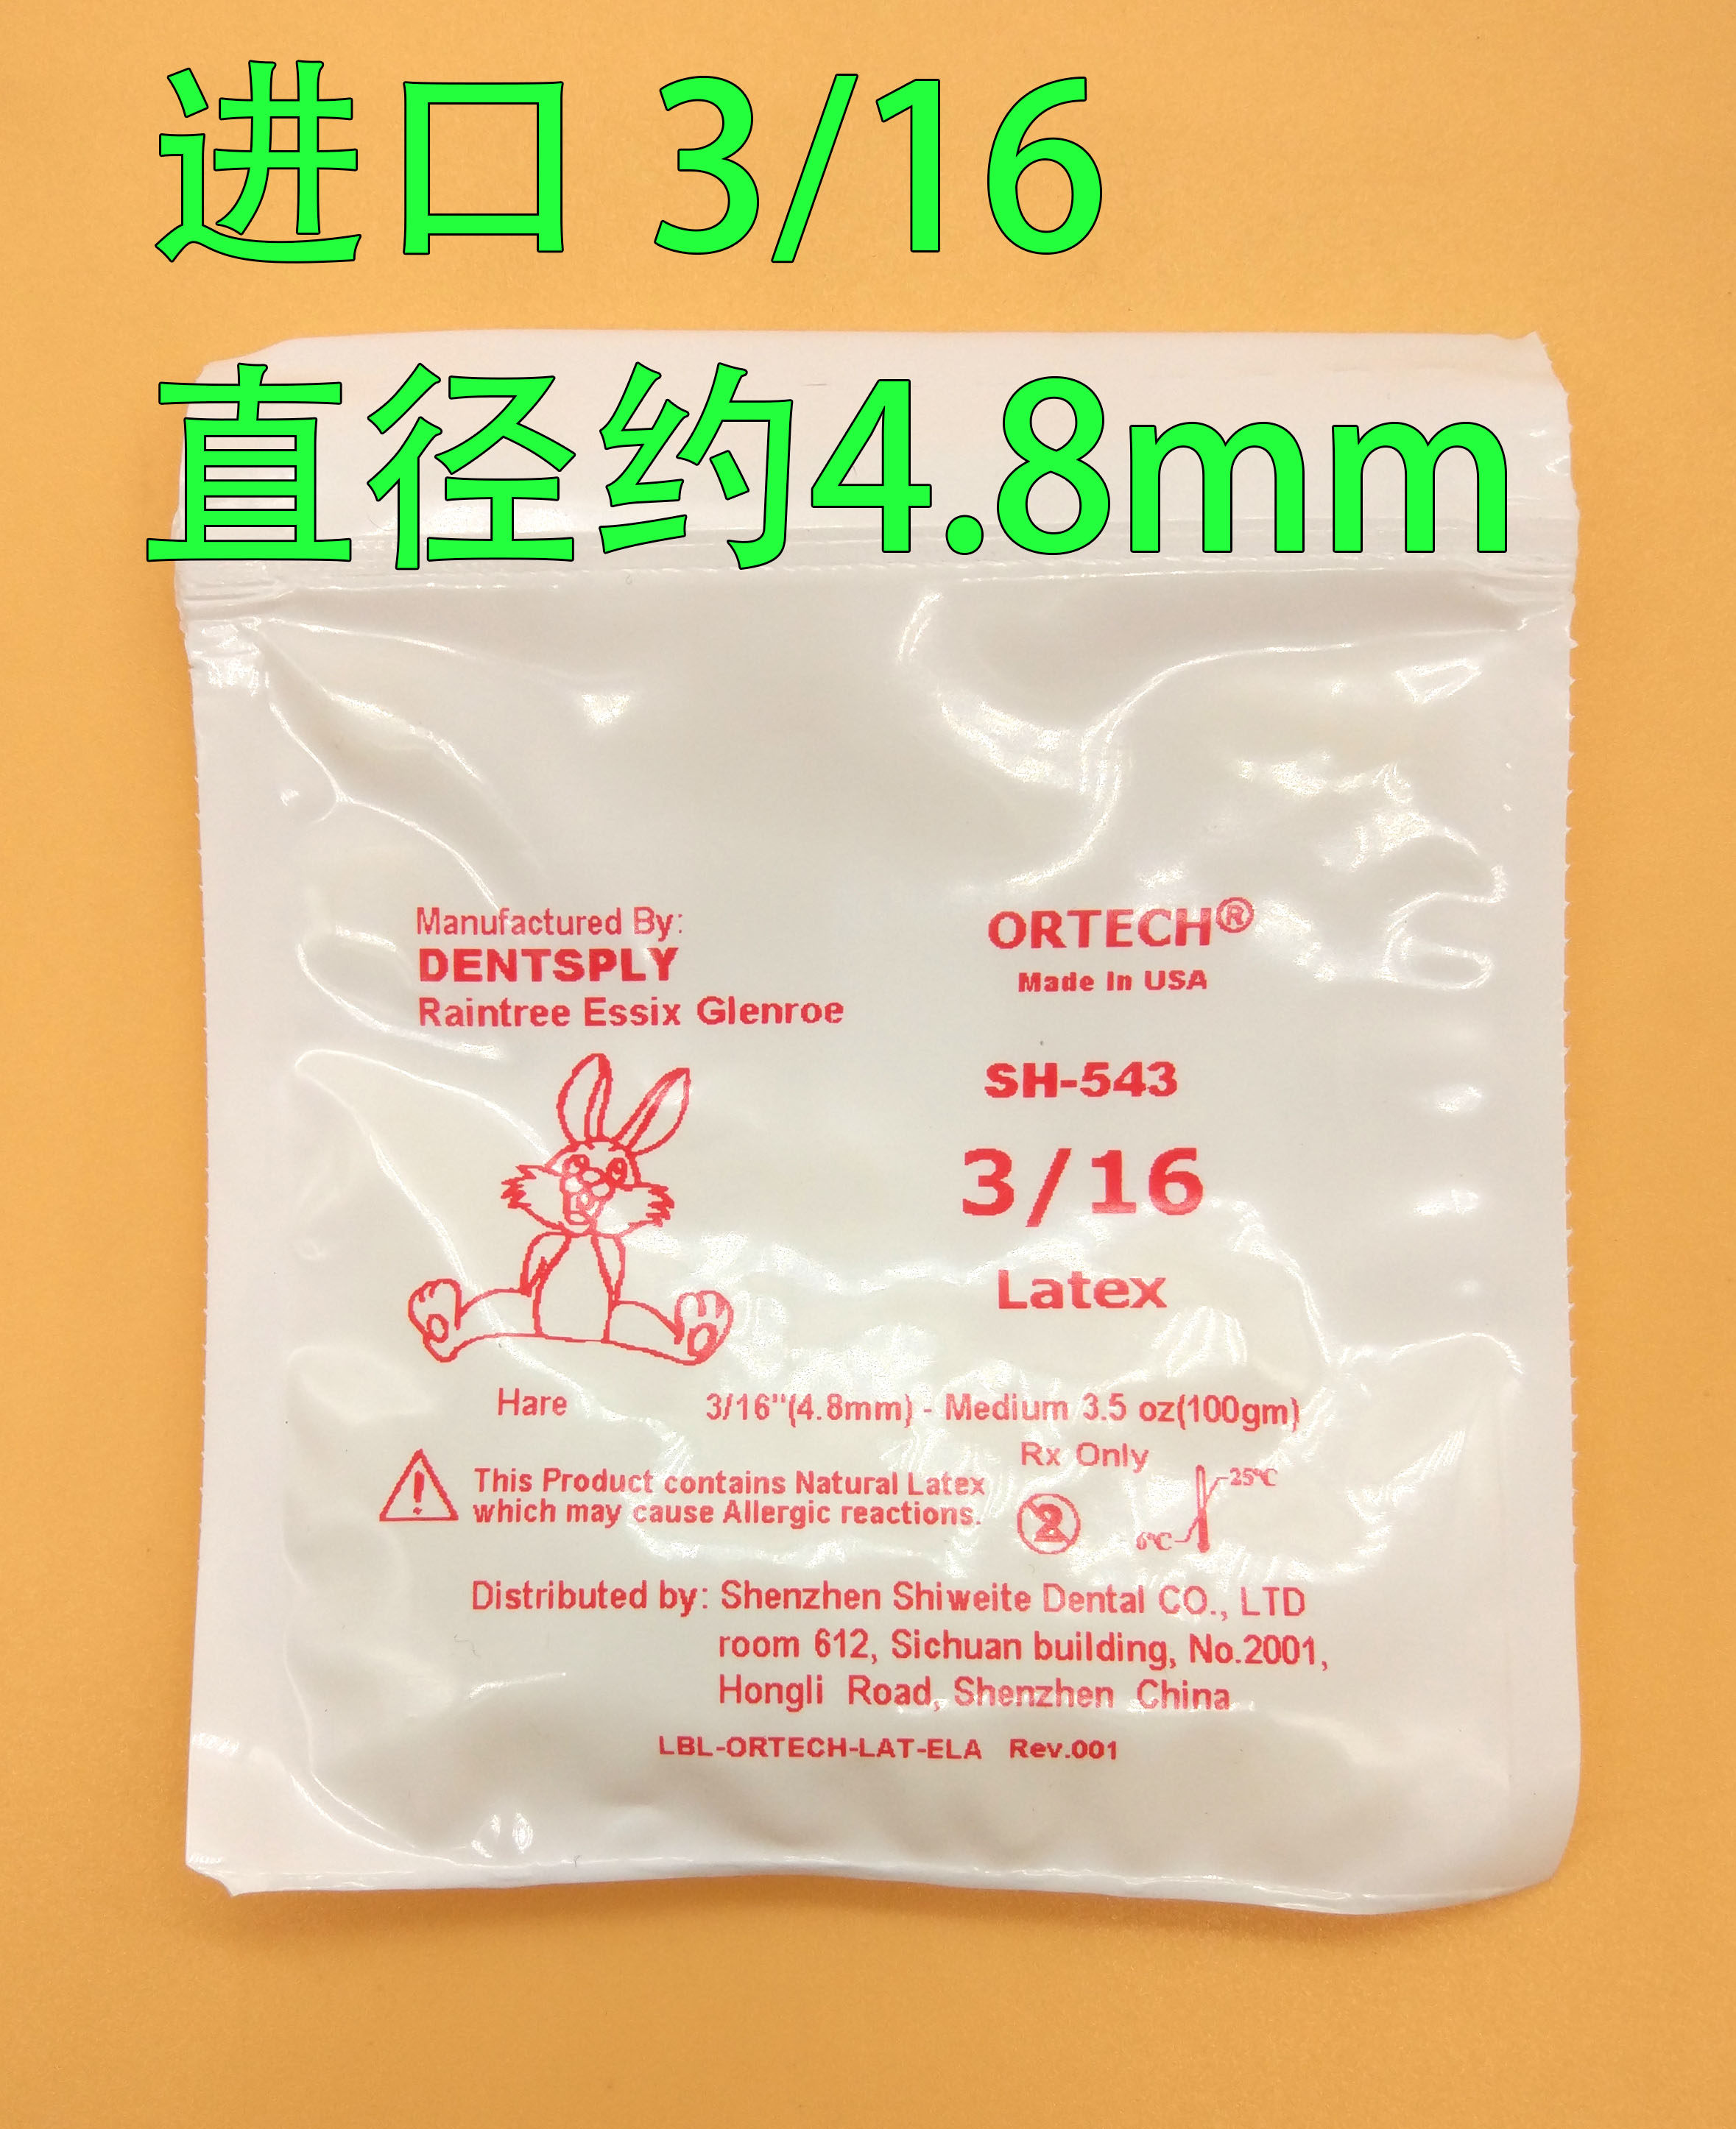 进口 3/16
直径约4.8mm
Manufactured By:
DENTSPLY
Raintree Essix Glenroe
ORTECH®
Made In USA
SH-543
3/16
Latex
Hare
3/16"(4.8mm) - Medium 3.5 oz(100gm)
Rx Only
This Product contains Natural Latex
which may cause Allergic reactions.
2
25°C
6°C
Distributed by: Shenzhen Shiweite Dental CO., LTD
room 612, Sichuan building, No.2001,
Hongli Road, Shenzhen China
LBL-ORTECH-LAT-ELA Rev.001